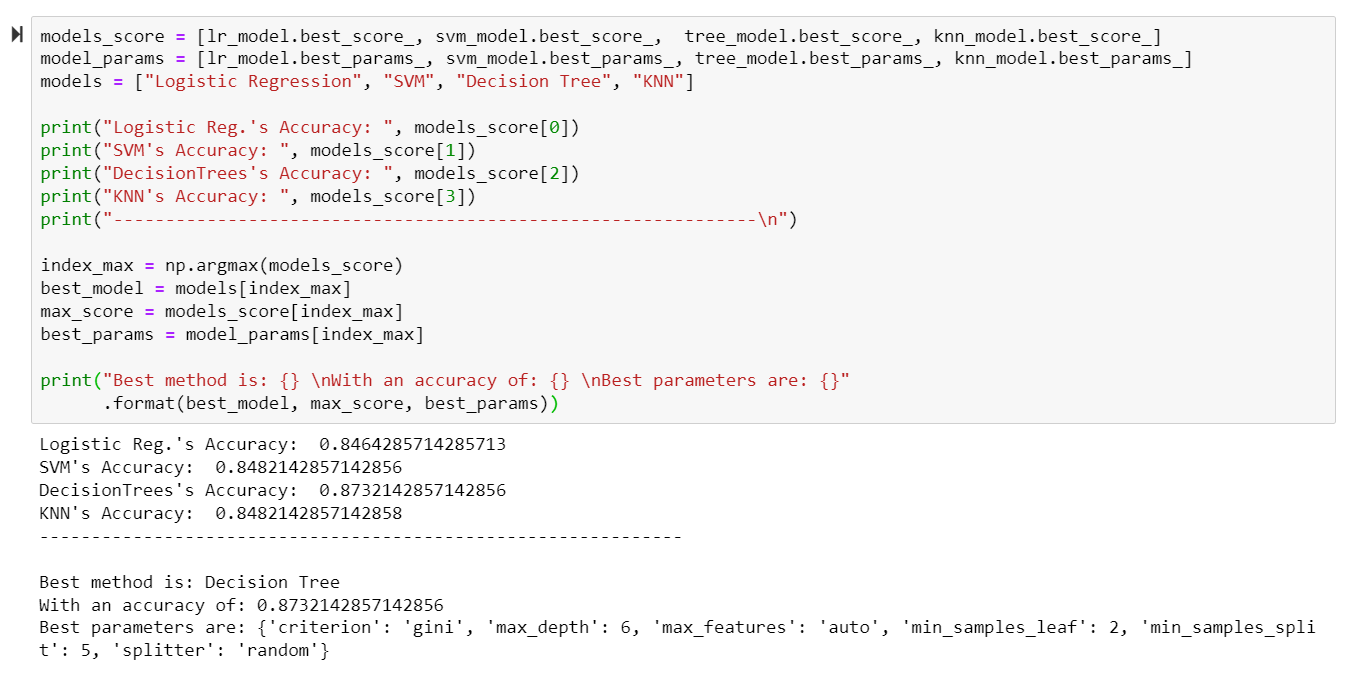 models_score = [lr_model.best_score_, svm_model.best_score_,  tree_model.best_score_, knn_model.best_score_]
model_params = [lr_model.best_params_, svm_model.best_params_, tree_model.best_params_, knn_model.best_params_]
models = ["Logistic Regression", "SVM", "Decision Tree", "KNN"]

print("Logistic Reg.'s Accuracy: ", models_score[0])
print("SVM's Accuracy: ", models_score[1])
print("DecisionTrees's Accuracy: ", models_score[2])
print("KNN's Accuracy: ", models_score[3])
print("--------------------------------------------------------------\n")

index_max = np.argmax(models_score)
best_model = models[index_max]
max_score = models_score[index_max]
best_params = model_params[index_max]

print("Best method is: {} \nWith an accuracy of: {} \nBest parameters are: {}"
      .format(best_model, max_score, best_params))
Logistic Reg.'s Accuracy:  0.8464285714285713
SVM's Accuracy:  0.8482142857142856
DecisionTrees's Accuracy:  0.8732142857142856
KNN's Accuracy:  0.8482142857142858
--------------------------------------------------------------

Best method is: Decision Tree
With an accuracy of: 0.8732142857142856
Best parameters are: {'criterion': 'gini', 'max_depth': 6, 'max_features': 'auto', 'min_samples_leaf': 2, 'min_samples_spli
t': 5, 'splitter': 'random'}